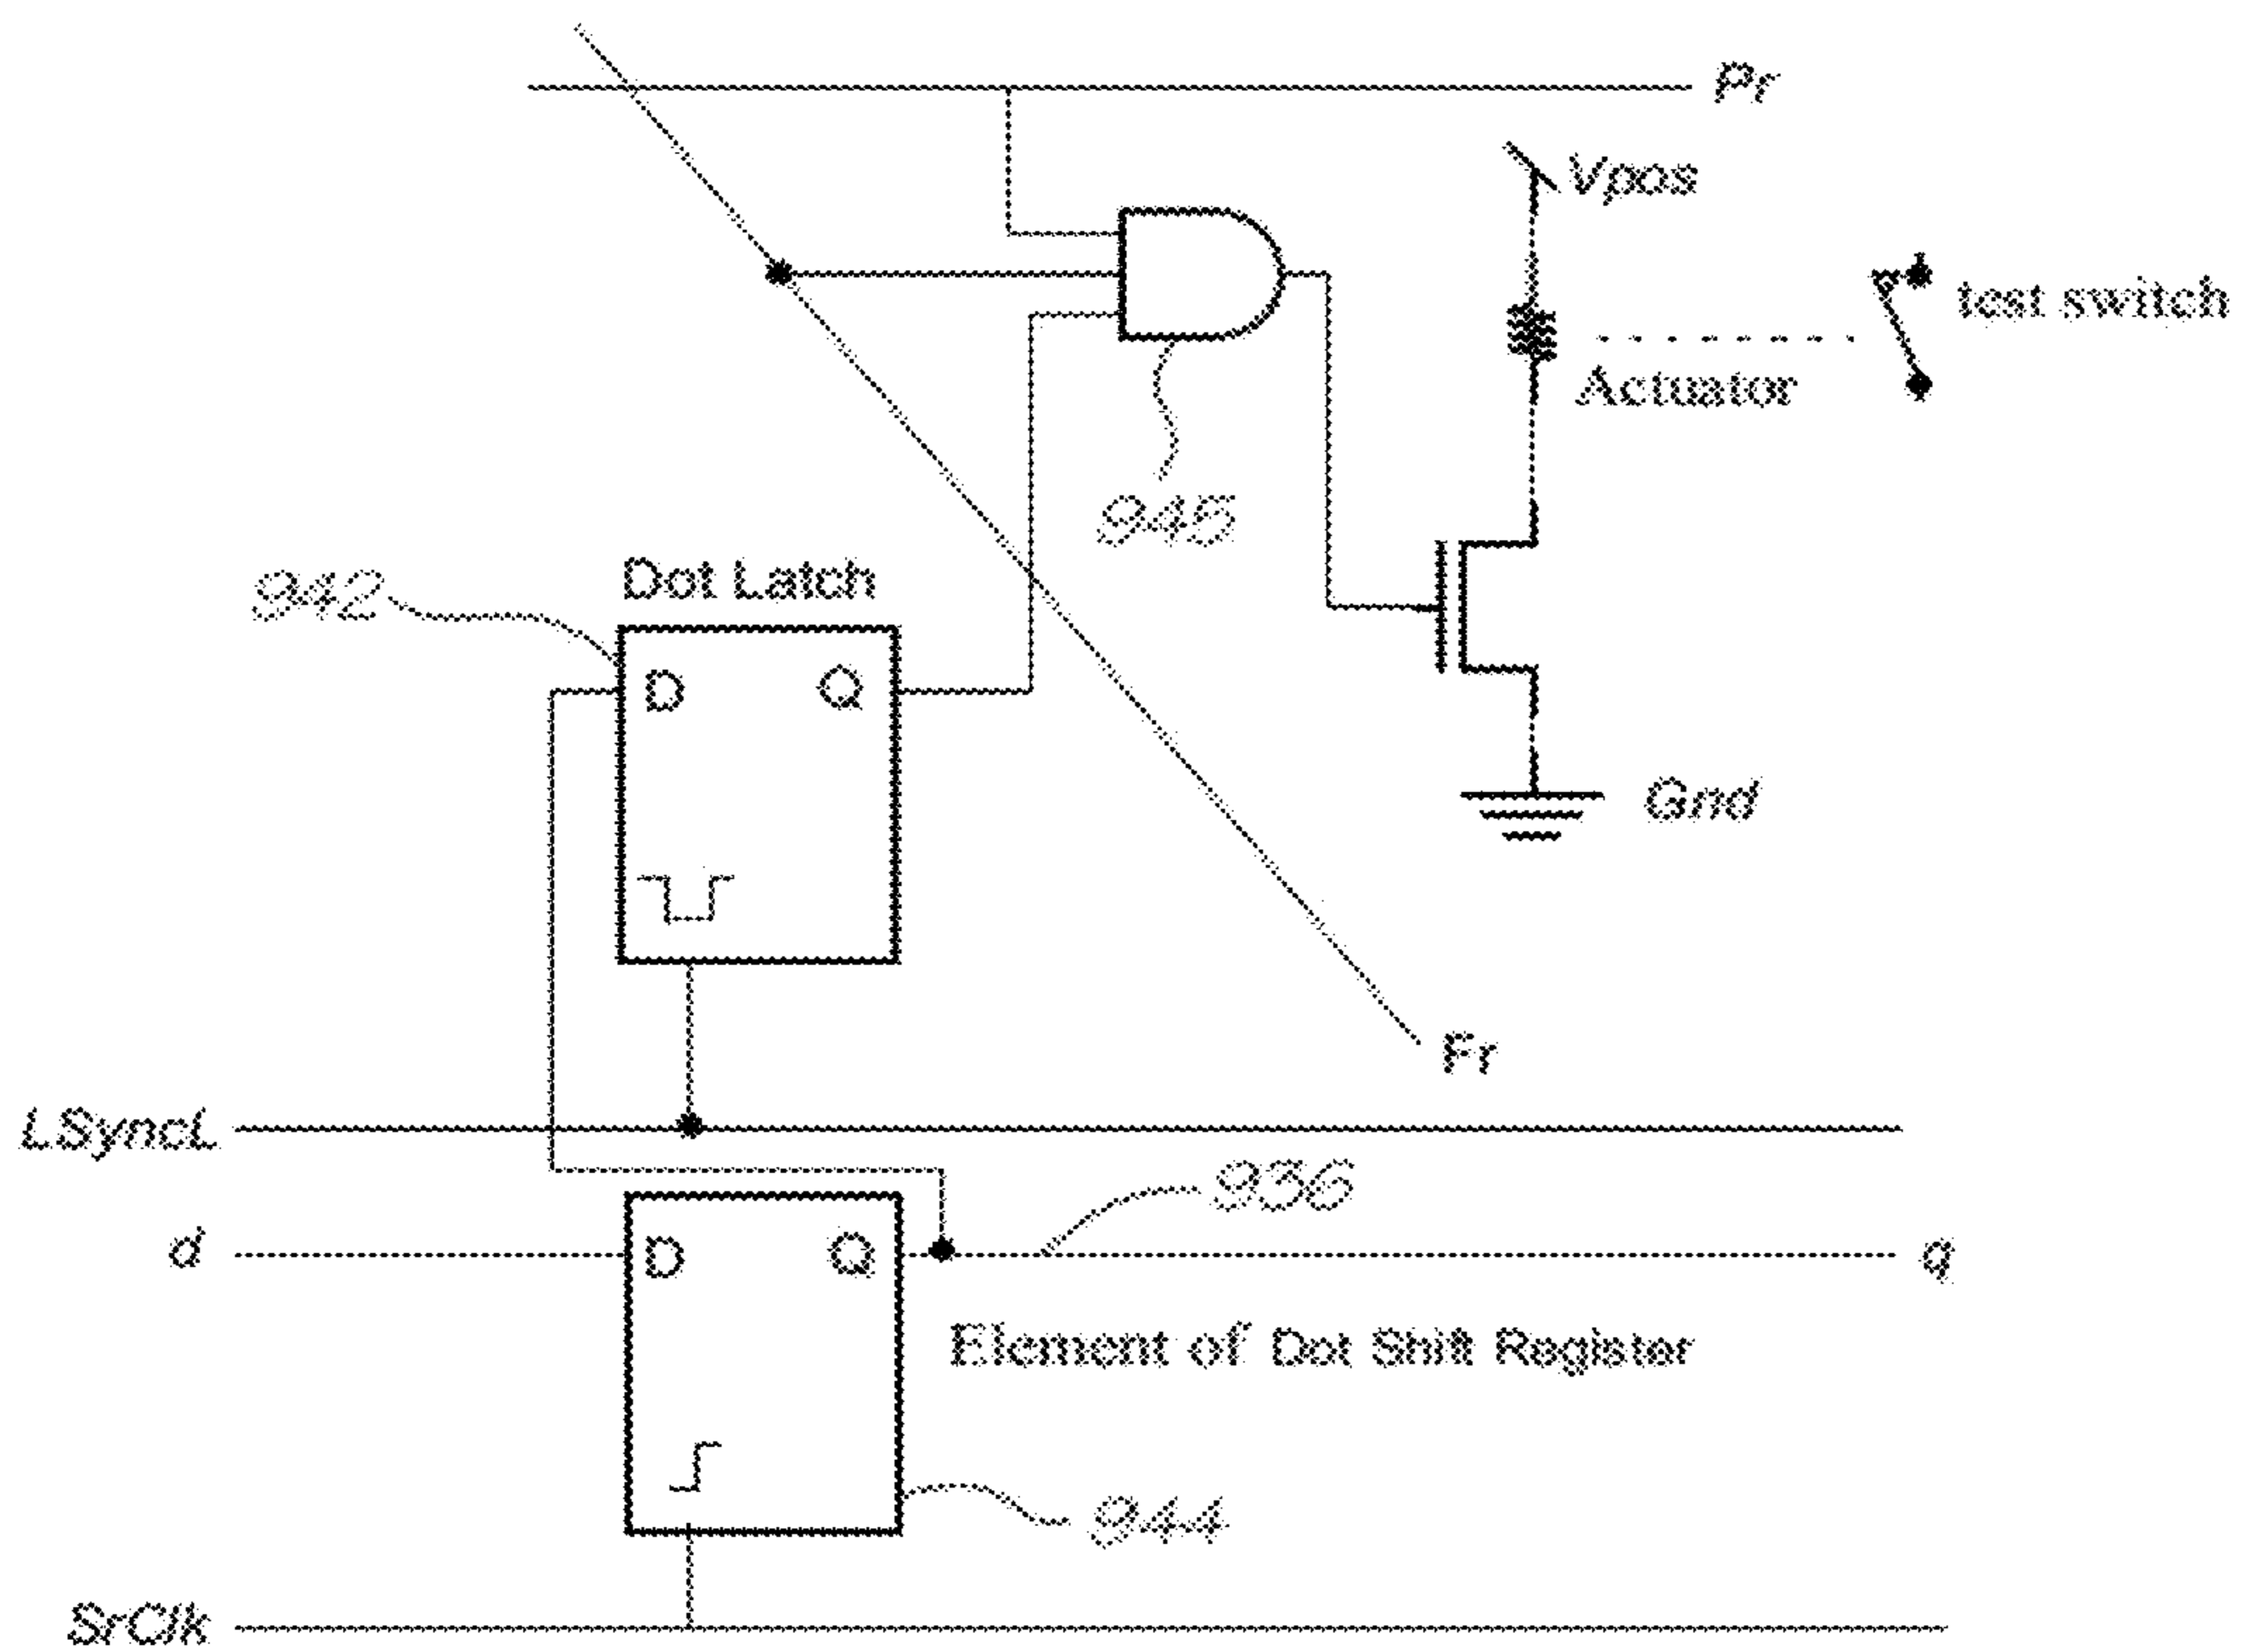 Pr
Vpos
test switch
Actuator
945
942
Dot Latch
D Q
Gnd
Fr
LSyncL
936
d
D Q
q
Element of Dot Shift Register
944
SrClk